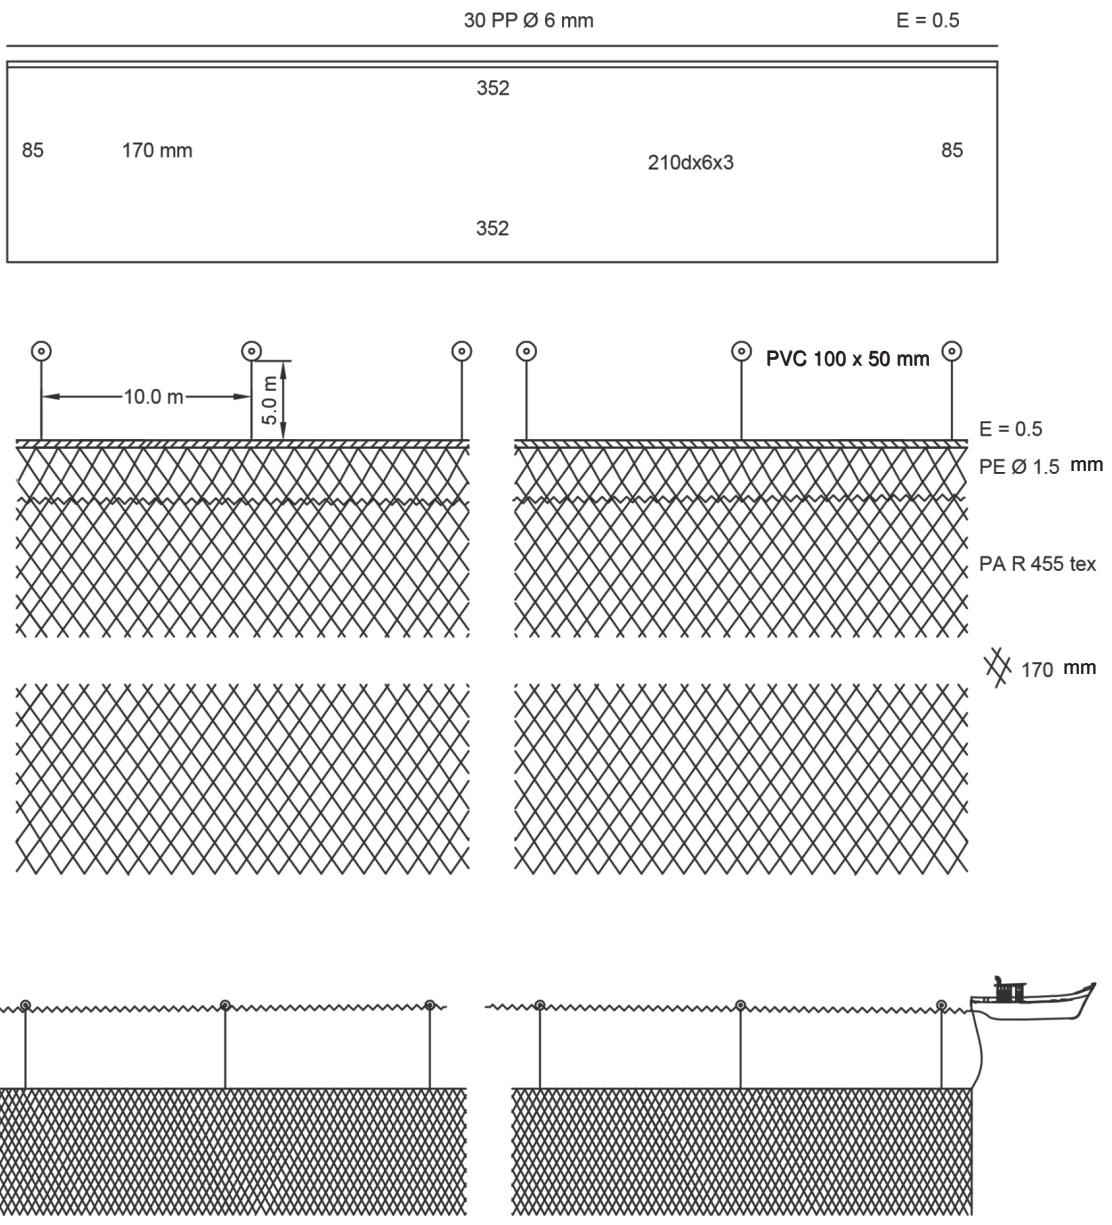 30 PP Ø 6 mm
E = 0.5
352
85
170 mm
210dx6x3
85
352
PVC 100 x 50 mm
10.0 m
5.0 m
E = 0.5
PE Ø 1.5 mm
PA R 455 tex
170 mm